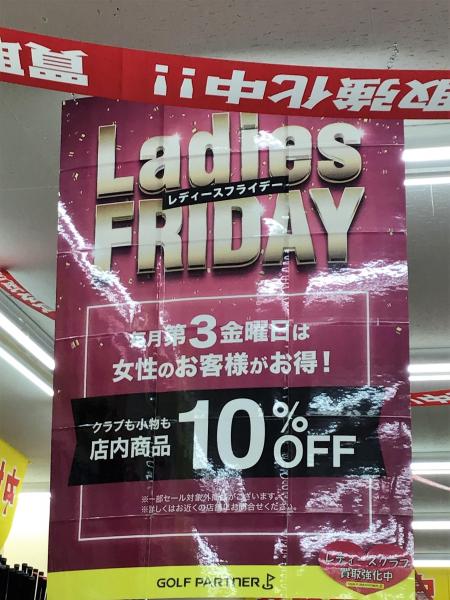 買取強化中!!
Ladies
レディースフライデー
FRIDAY
毎月第3金曜日は
女性のお客様がお得!
クラブも小物も
店内商品
10%OFF
※一部セール対象外商品がございます。
※詳しくはお近くの店舗にお問合せください。
レディースクラブ
買取強化中
GOLF PARTNER